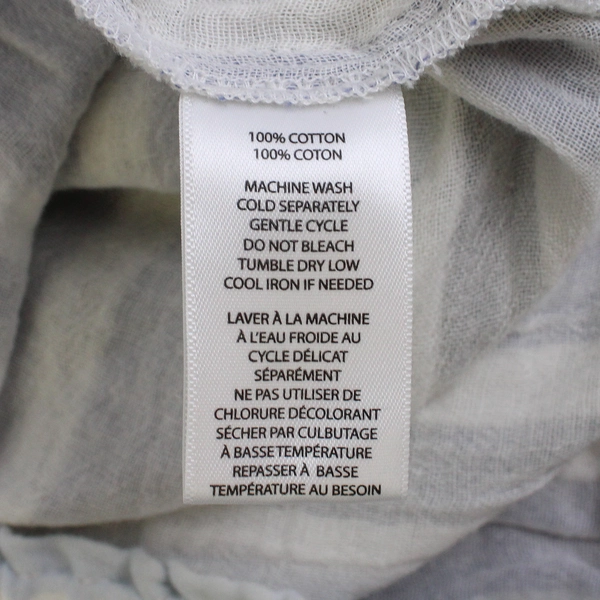 100% COTTON
100% COTON
MACHINE WASH
COLD SEPARATELY
GENTLE CYCLE
DO NOT BLEACH
TUMBLE DRY LOW
COOL IRON IF NEEDED
LAVER À LA MACHINE
À L'EAU FROIDE AU
CYCLE DÉLICAT
SÉPARÉMENT
NE PAS UTILISER DE
CHLORURE DÉCOLORANT
SÉCHER PAR CULBUTAGE
À BASSE TEMPÉRATURE
REPASSER À BASSE
TEMPÉRATURE AU BESOIN